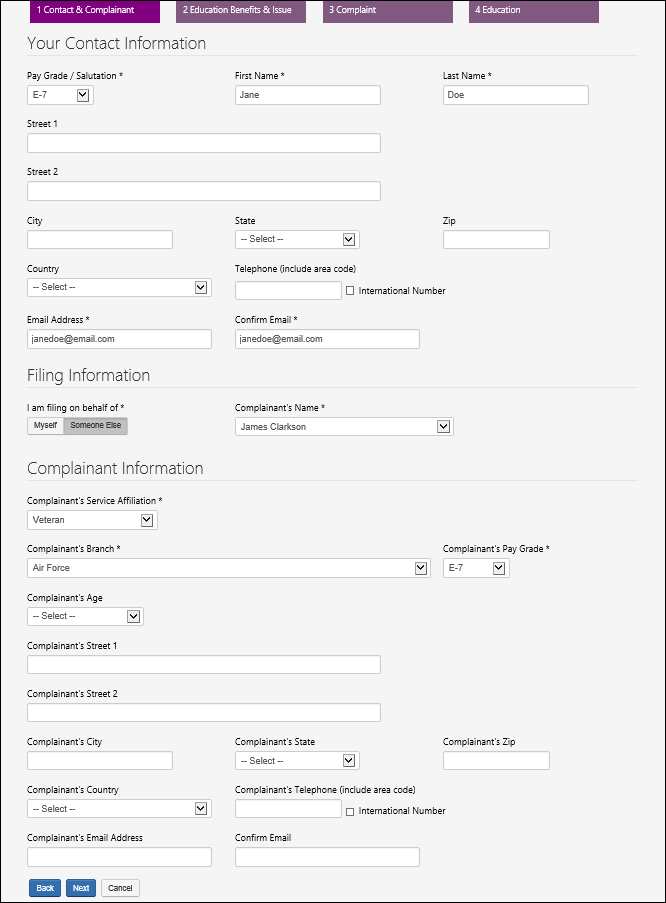 1 Contact & Complainant 2 Education Benefits & Issue 3 Complaint 4 Education
Your Contact Information
Pay Grade / Salutation * First Name * Last Name *
E-7 Jane Doe
Street 1
Street 2
City State Zip
-- Select --
Country Telephone (include area code)
-- Select -- International Number
Email Address * Confirm Email *
janedoe@email.com janedoe@email.com
Filing Information
I am filing on behalf of * Complainant's Name *
Myself Someone Else James Clarkson
Complainant Information
Complainant's Service Affiliation *
Veteran
Complainant's Branch * Complainant's Pay Grade *
Air Force E-7
Complainant's Age
-- Select --
Complainant's Street 1
Complainant's Street 2
Complainant's City Complainant's State Complainant's Zip
-- Select --
Complainant's Country Complainant's Telephone (include area code)
-- Select -- International Number
Complainant's Email Address Confirm Email
Back Next Cancel